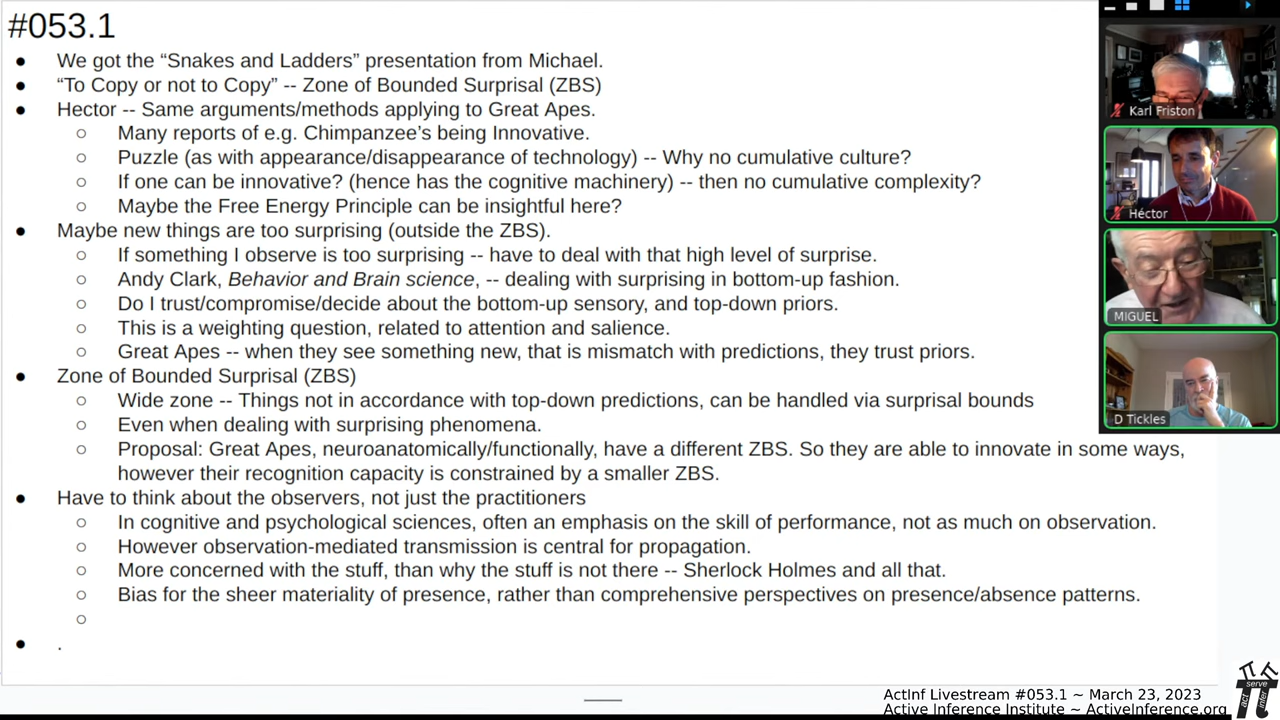 #053.1
● We got the “Snakes and Ladders” presentation from Michael.
● “To Copy or not to Copy” -- Zone of Bounded Surprisal (ZBS)
● Hector -- Same arguments/methods applying to Great Apes.
○ Many reports of e.g. Chimpanzee’s being Innovative.
○ Puzzle (as with appearance/disappearance of technology) -- Why no cumulative culture?
○ If one can be innovative? (hence has the cognitive machinery) -- then no cumulative complexity?
○ Maybe the Free Energy Principle can be insightful here?
● Maybe new things are too surprising (outside the ZBS).
○ If something I observe is too surprising -- have to deal with that high level of surprise.
○ Andy Clark, Behavior and Brain science, -- dealing with surprising in bottom-up fashion.
○ Do I trust/compromise/decide about the bottom-up sensory, and top-down priors.
○ This is a weighting question, related to attention and salience.
○ Great Apes -- when they see something new, that is mismatch with predictions, they trust priors.
● Zone of Bounded Surprisal (ZBS)
○ Wide zone -- Things not in accordance with top-down predictions, can be handled via surprisal bounds
○ Even when dealing with surprising phenomena.
○ Proposal: Great Apes, neuroanatomically/functionally, have a different ZBS. So they are able to innovate in some ways,
however their recognition capacity is constrained by a smaller ZBS.
● Have to think about the observers, not just the practitioners
○ In cognitive and psychological sciences, often an emphasis on the skill of performance, not as much on observation.
○ However observation-mediated transmission is central for propagation.
○ More concerned with the stuff, than why the stuff is not there -- Sherlock Holmes and all that.
○ Bias for the sheer materiality of presence, rather than comprehensive perspectives on presence/absence patterns.
○
● .
Karl Friston
Héctor
MIGUEL
D Tickles
ActInf Livestream #053.1 ~ March 23, 2023
Active Inference Institute ~ ActiveInference.org
serve
act
infer